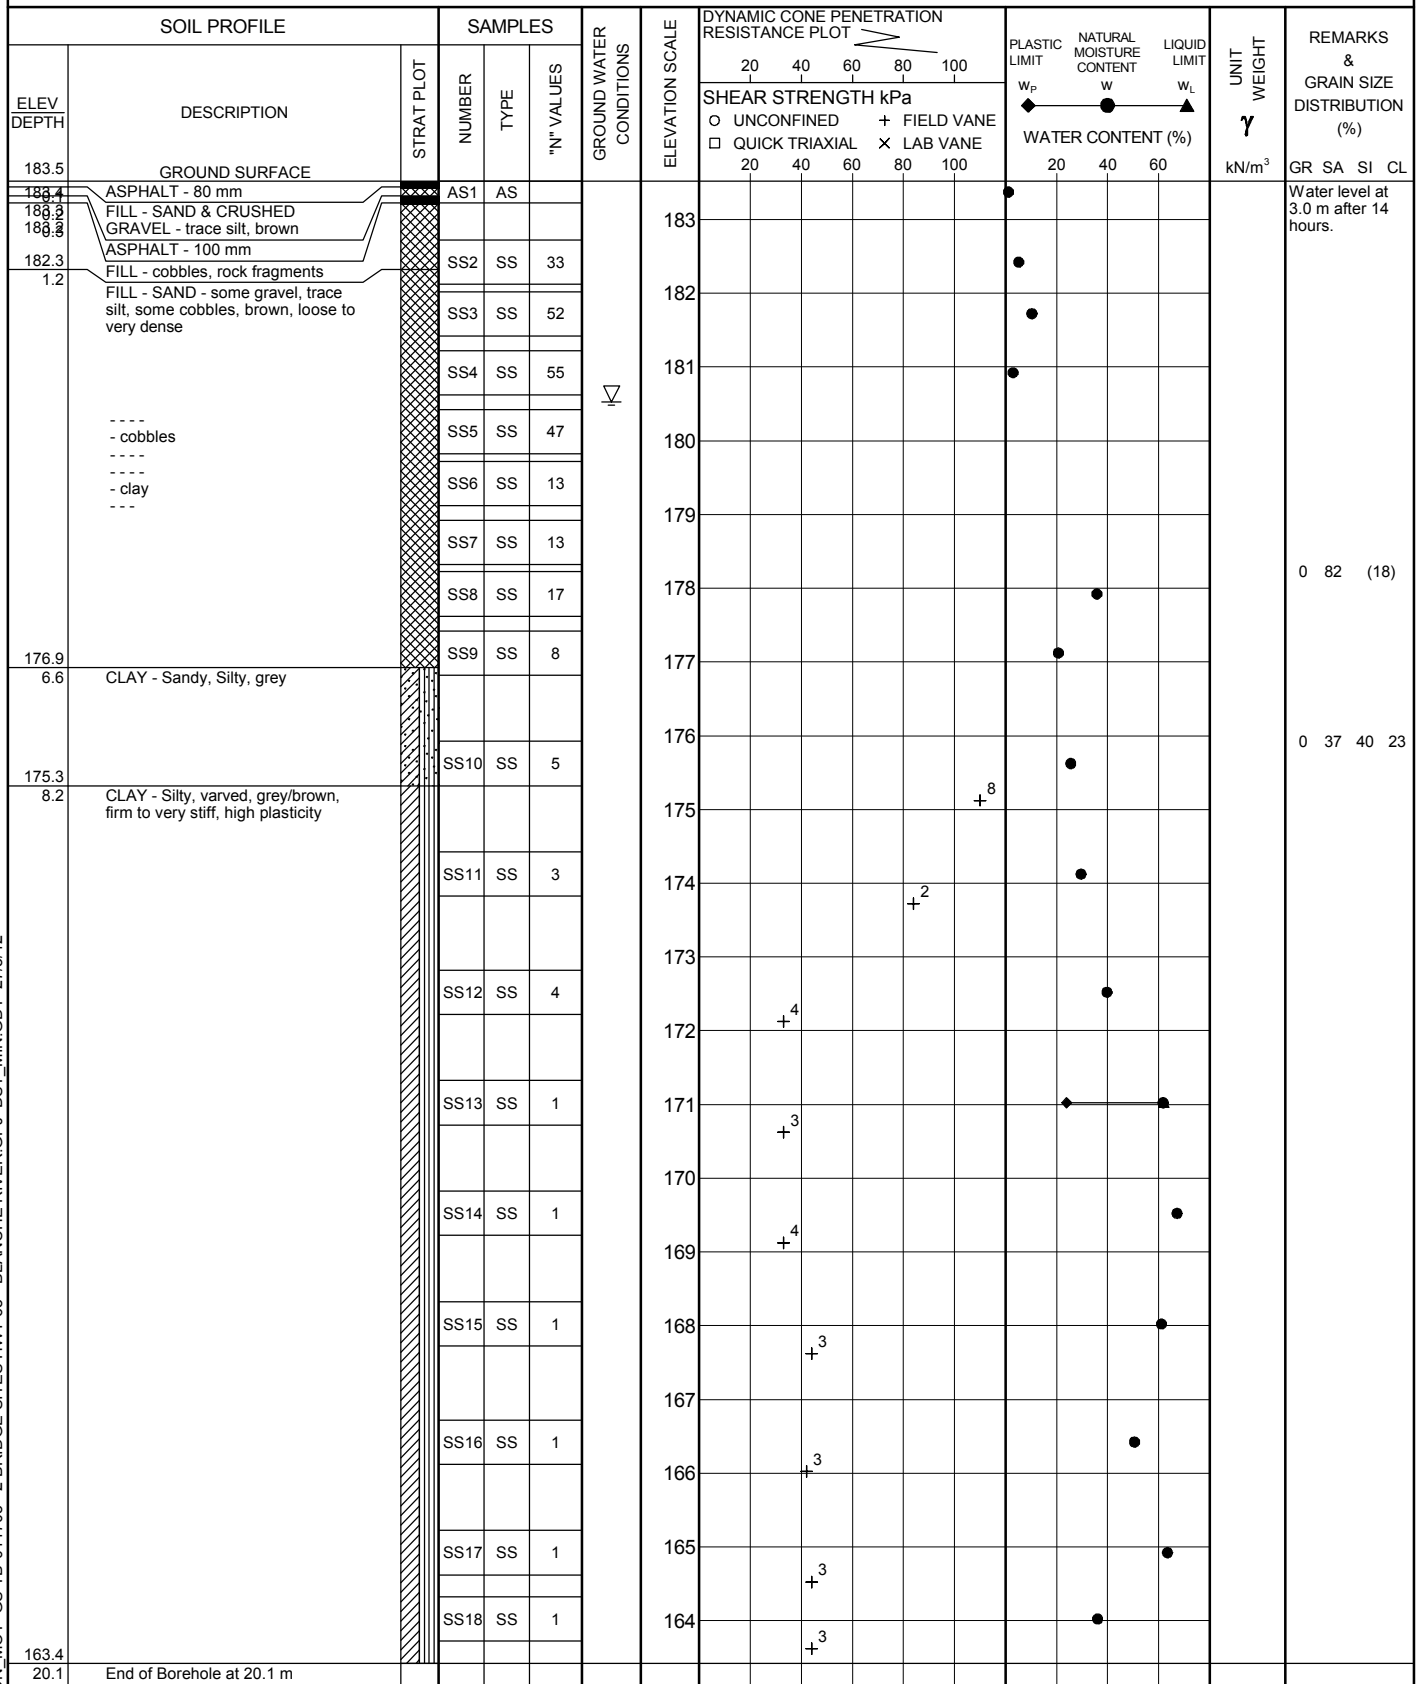 SOIL PROFILE
SAMPLES
GROUND WATER
CONDITIONS
ELEVATION SCALE
DYNAMIC CONE PENETRATION
RESISTANCE PLOT
20 40 60 80 100
SHEAR STRENGTH kPa
○ UNCONFINED + FIELD VANE
□ QUICK TRIAXIAL × LAB VANE
20 40 60 80 100
PLASTIC
LIMIT
NATURAL
MOISTURE
CONTENT
LIQUID
LIMIT
WP W WL
WATER CONTENT (%)
20 40 60
UNIT
WEIGHT
γ
kN/m³
REMARKS
&
GRAIN SIZE
DISTRIBUTION
(%)
GR SA SI CL
ELEV
DEPTH
DESCRIPTION
STRAT PLOT
NUMBER
TYPE
"N" VALUES
183.5
GROUND SURFACE
183.4
0.1
183.3
0.2
183.2
0.3
182.3
1.2
ASPHALT - 80 mm
FILL - SAND & CRUSHED
GRAVEL - trace silt, brown
ASPHALT - 100 mm
FILL - cobbles, rock fragments
FILL - SAND - some gravel, trace
silt, some cobbles, brown, loose to
very dense
- - - -
- cobbles
- - - -
- - - -
- clay
- - -
176.9
6.6 CLAY - Sandy, Silty, grey
175.3
8.2 CLAY - Silty, varved, grey/brown,
firm to very stiff, high plasticity
163.4
20.1 End of Borehole at 20.1 m
AS1 AS
SS2 SS 33
SS3 SS 52
SS4 SS 55
SS5 SS 47
SS6 SS 13
SS7 SS 13
SS8 SS 17
SS9 SS 8
SS10 SS 5
SS11 SS 3
SS12 SS 4
SS13 SS 1
SS14 SS 1
SS15 SS 1
SS16 SS 1
SS17 SS 1
SS18 SS 1
183
182
181
180
179
178
177
176
175
174
173
172
171
170
169
168
167
166
165
164
8
2
4
3
4
3
3
3
3
Water level at
3.0 m after 14
hours.
0 82 (18)
0 37 40 23